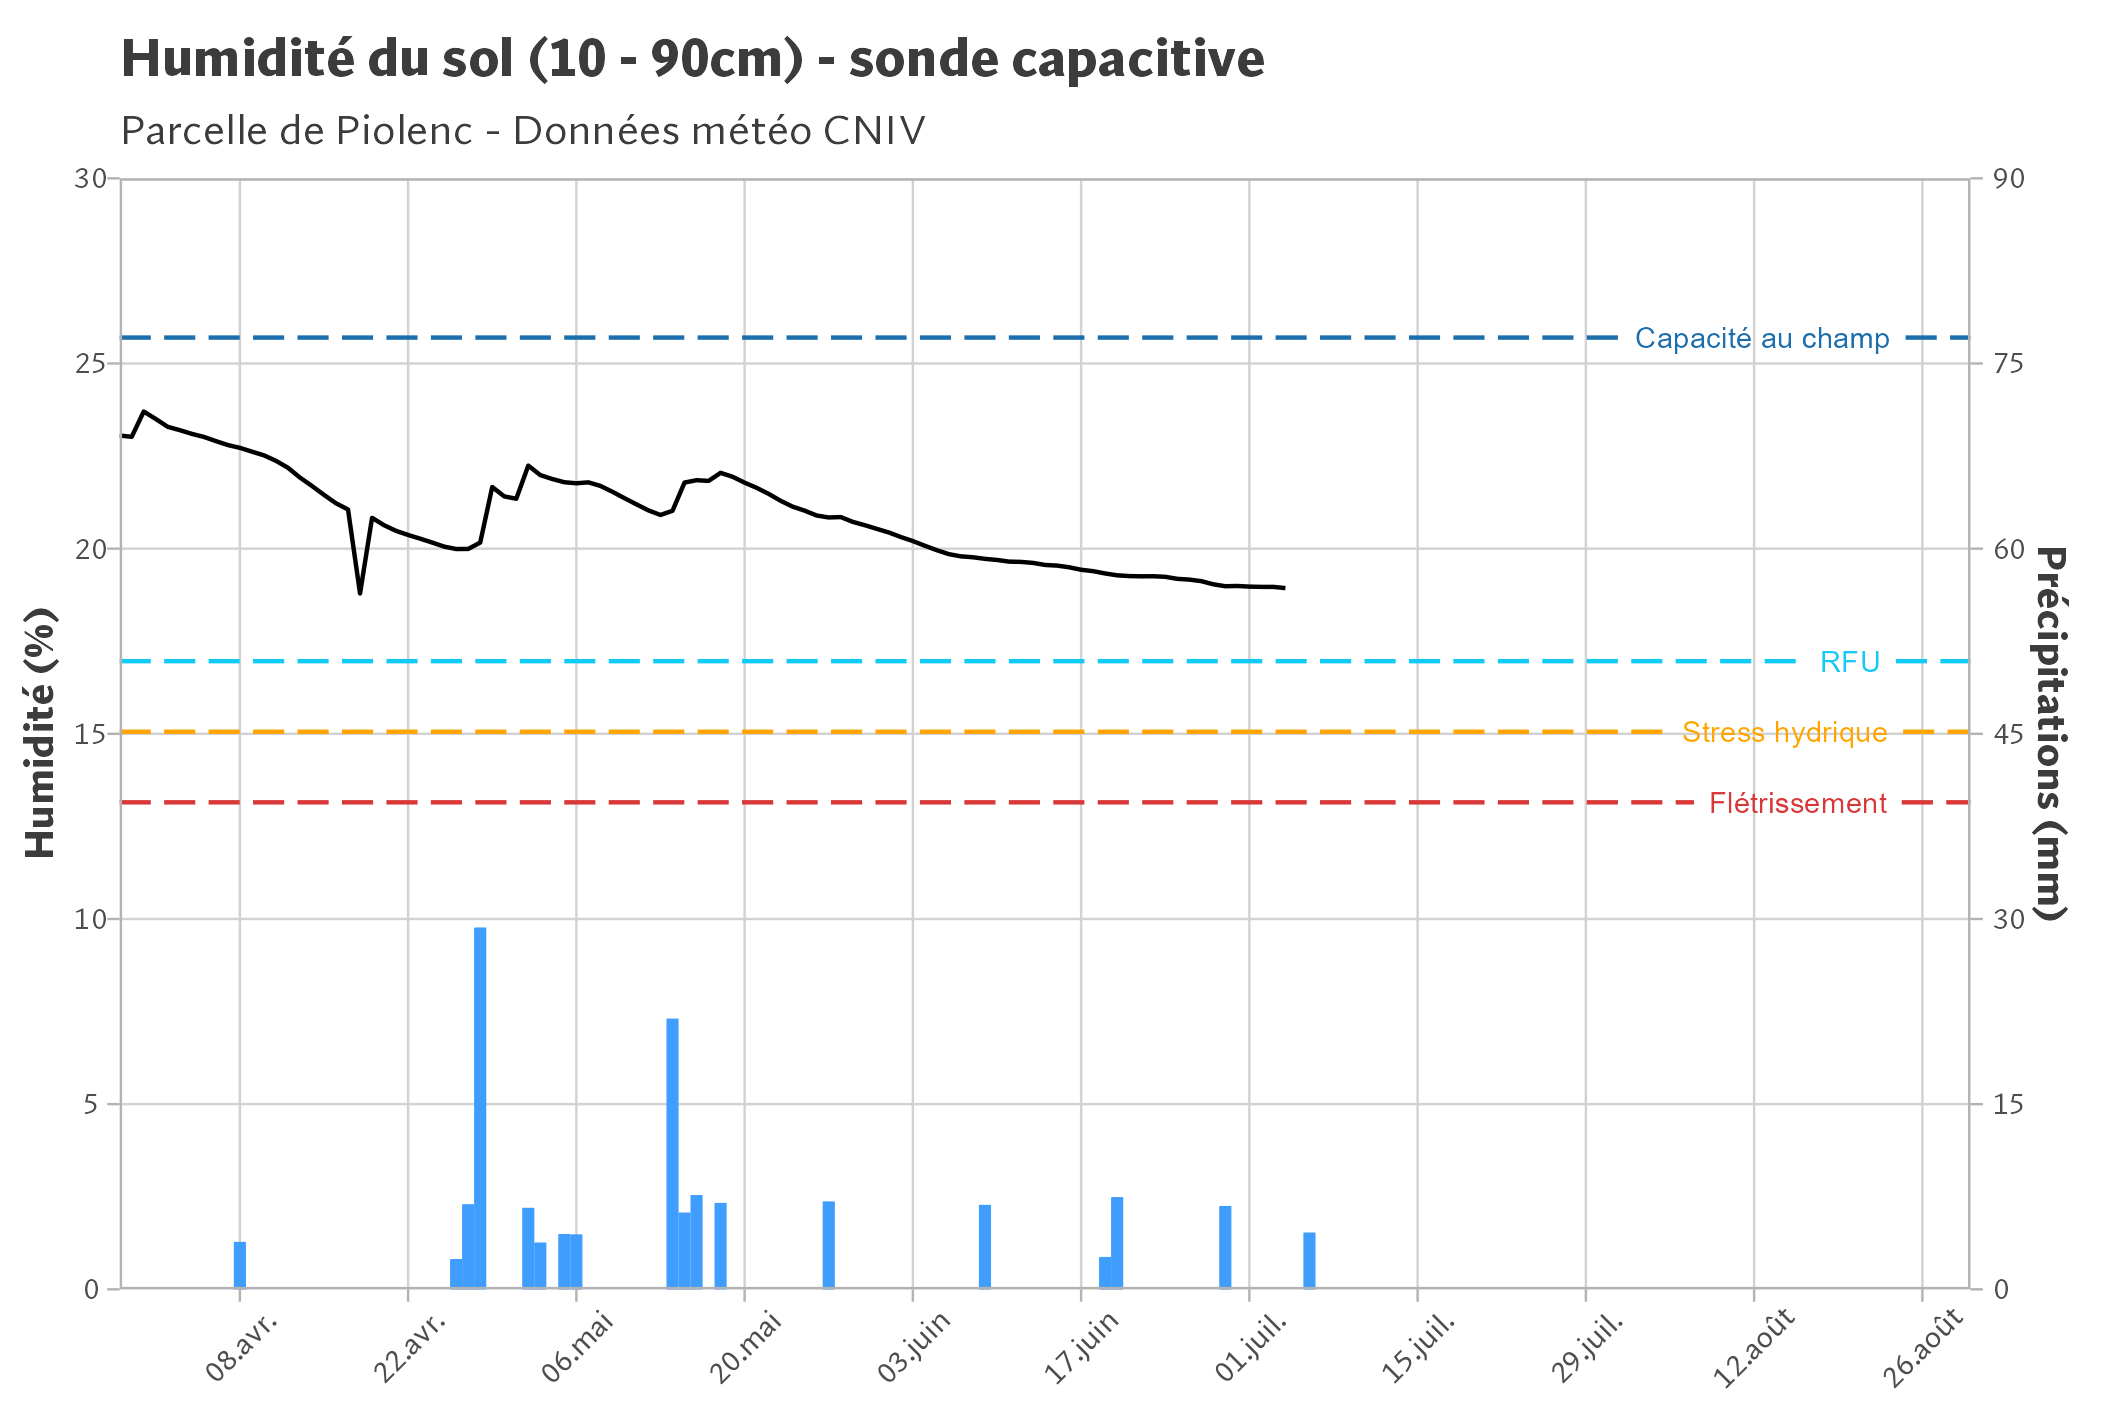 Humidité du sol (10 - 90cm) - sonde capacitive
Parcelle de Piolenc - Données météo CNIV
30
25
20
15
10
5
0
Humidité (%)
90
75
60
45
30
15
0
Précipitations (mm)
Capacité au champ
RFU
Stress hydrique
Flétrissement
08.avr.
22.avr.
06.mai
20.mai
03.juin
17.juin
01.juil.
15.juil.
29.juil.
12.août
26.août